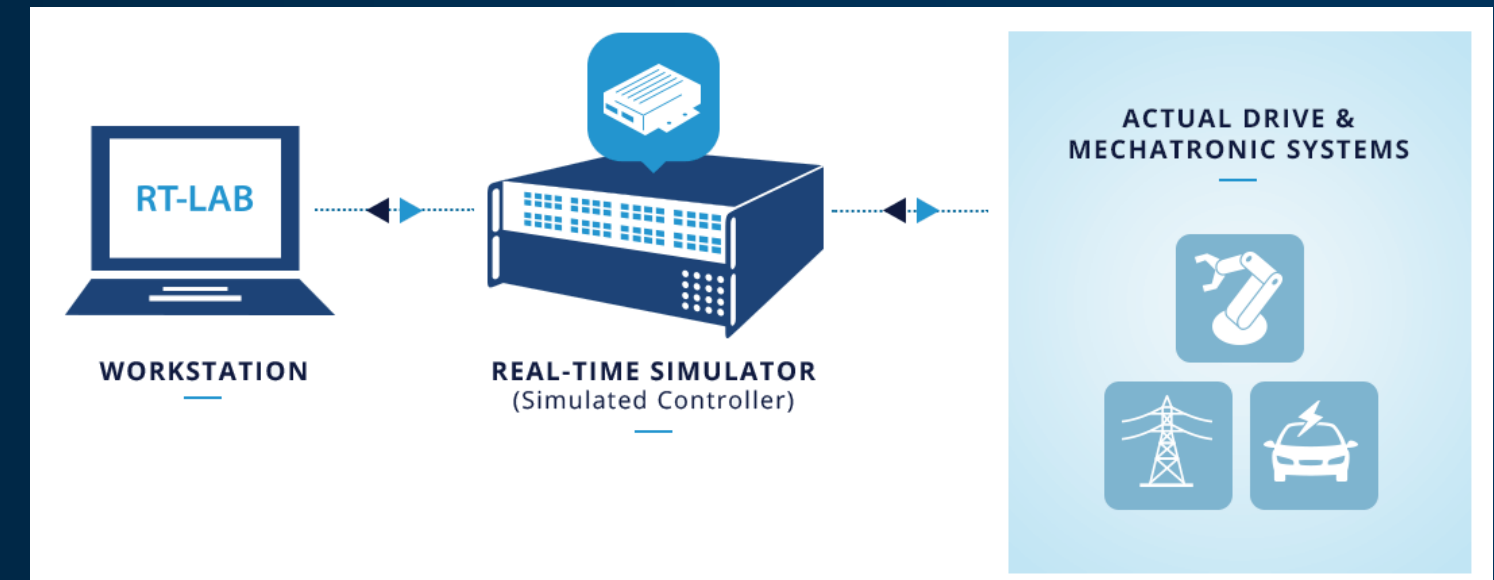 RT-LAB
WORKSTATION
REAL-TIME SIMULATOR
(Simulated Controller)
ACTUAL DRIVE &
MECHATRONIC SYSTEMS